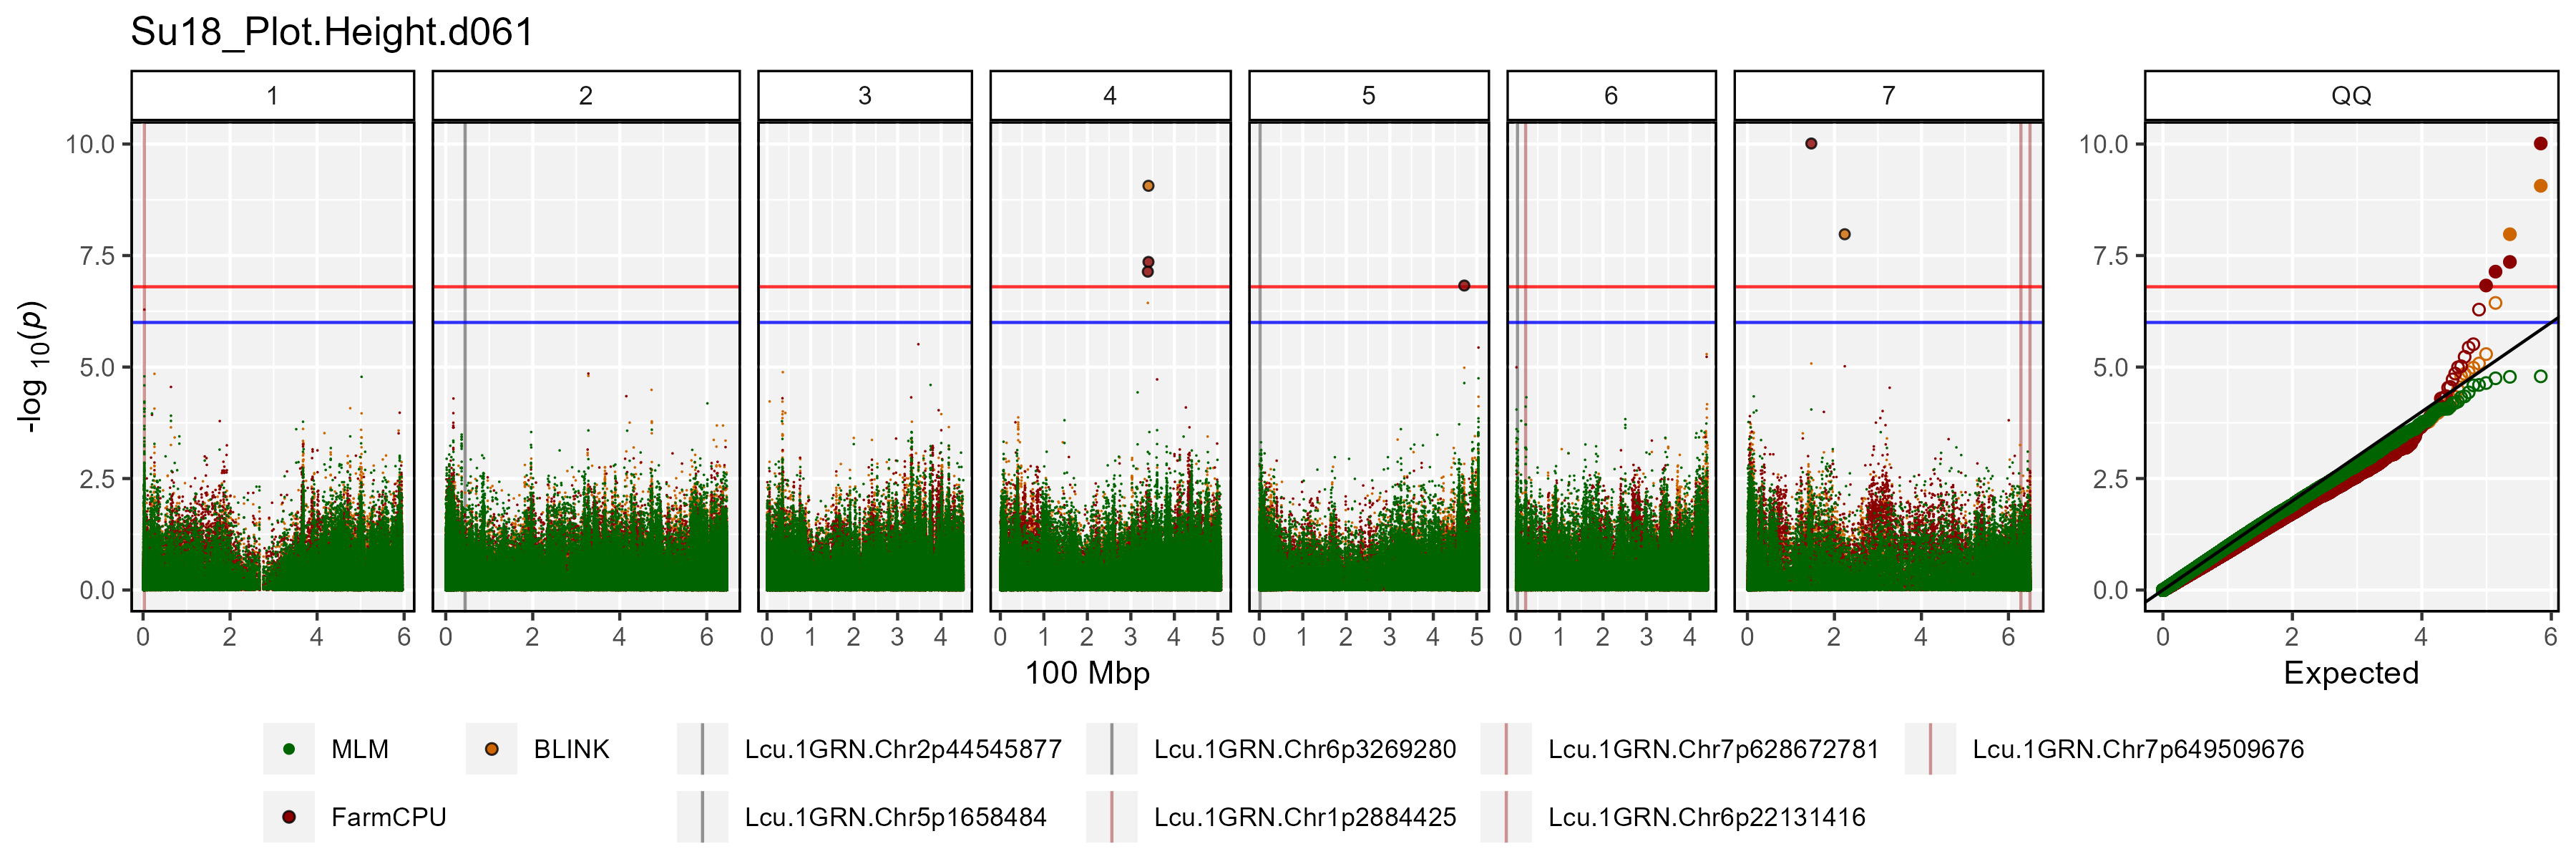 Su18_Plot.Height.d061
1 2 3 4 5 6 7 QQ
10.0 10.0
7.5 7.5
5.0 5.0
2.5 2.5
0.0 0.0
-log 10(p)
0 2 4 6 0 2 4 6 0 1 2 3 4 0 1 2 3 4 5 0 1 2 3 4 5 0 1 2 3 4 0 2 4 6 0 2 4 6
100 Mbp Expected
MLM BLINK Lcu.1GRN.Chr2p44545877 Lcu.1GRN.Chr6p3269280 Lcu.1GRN.Chr7p628672781 Lcu.1GRN.Chr7p649509676
FarmCPU Lcu.1GRN.Chr5p1658484 Lcu.1GRN.Chr1p2884425 Lcu.1GRN.Chr6p22131416